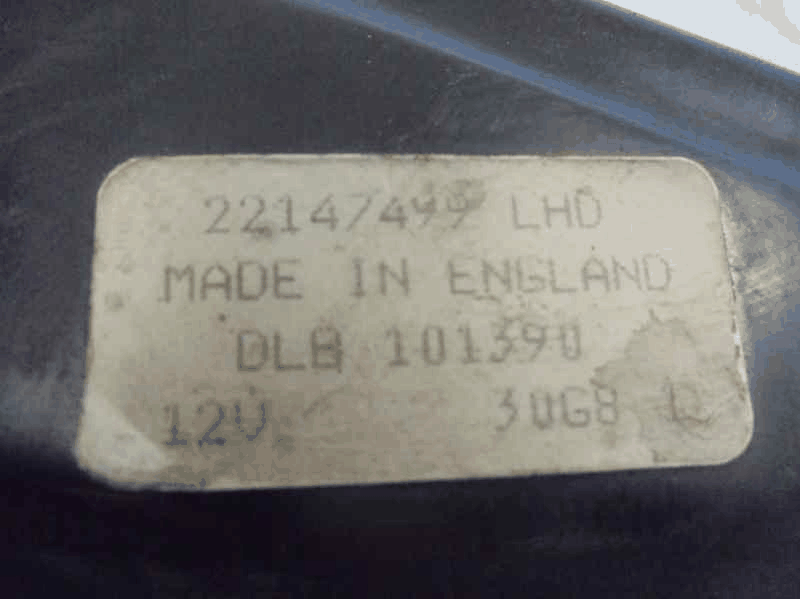 22147499 LHD
MADE IN ENGLAND
DLB 101390
12V 30G8